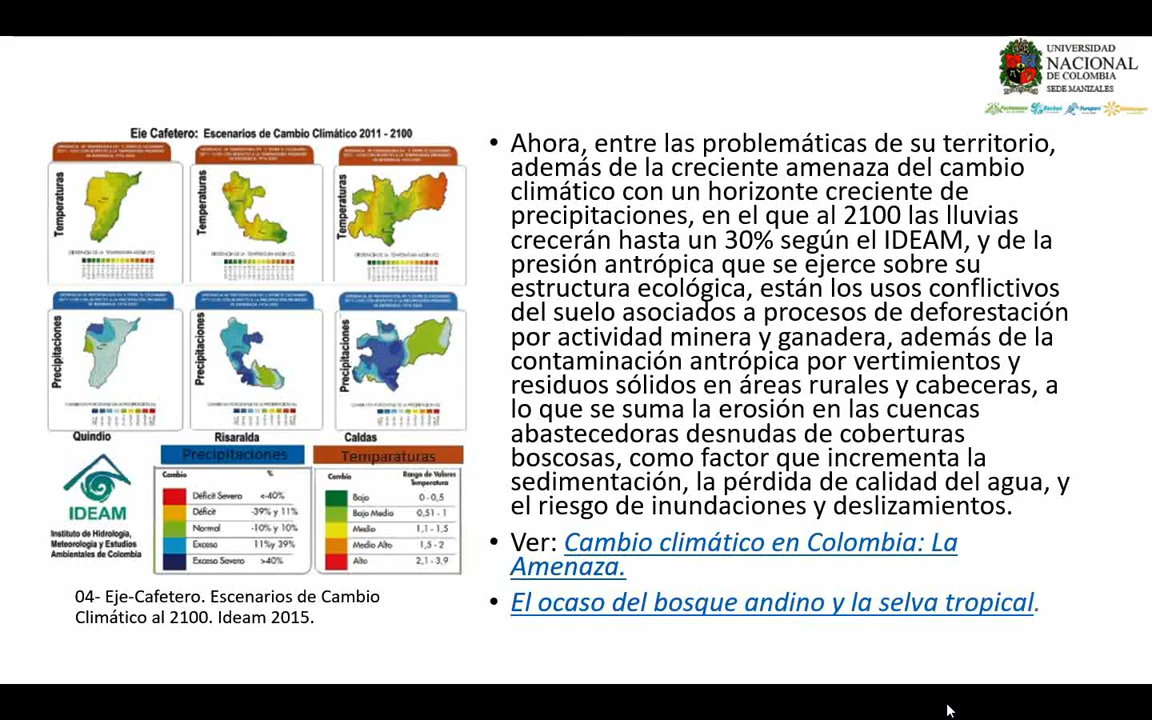 UNIVERSIDAD
NACIONAL
DE COLOMBIA
SEDE MANIZALES
Eje Cafetero: Escenarios de Cambio Climático 2011 - 2100
Temperaturas
Temperaturas
Temperaturas
Precipitaciones
Precipitaciones
Precipitaciones
Quindio
Risaralda
Caldas
Precipitaciones
Cambio %
Déficit Severo <-40%
Déficit -39% y 11%
Normal -10% y 10%
Exceso 11% y 39%
Exceso Severo >40%
Temparaturas
Cambio Rango de Valores Temperatura
Bajo 0 - 0,5
Bajo Medio 0,51 - 1
Medio 1,1 - 1,5
Medio Alto 1,5 - 2
Alto 2,1 - 3,9
IDEAM
Instituto de Hidrología,
Meteorología y Estudios
Ambientales de Colombia
04- Eje-Cafetero. Escenarios de Cambio
Climático al 2100. Ideam 2015.
• Ahora, entre las problemáticas de su territorio,
además de la creciente amenaza del cambio
climático con un horizonte creciente de
precipitaciones, en el que al 2100 las lluvias
crecerán hasta un 30% según el IDEAM, y de la
presión antrópica que se ejerce sobre su
estructura ecológica, están los usos conflictivos
del suelo asociados a procesos de deforestación
por actividad minera y ganadera, además de la
contaminación antrópica por vertimientos y
residuos sólidos en áreas rurales y cabeceras, a
lo que se suma la erosión en las cuencas
abastecedoras desnudas de coberturas
boscosas, como factor que incrementa la
sedimentación, la pérdida de calidad del agua, y
el riesgo de inundaciones y deslizamientos.
• Ver: Cambio climático en Colombia: La
Amenaza.
• El ocaso del bosque andino y la selva tropical.